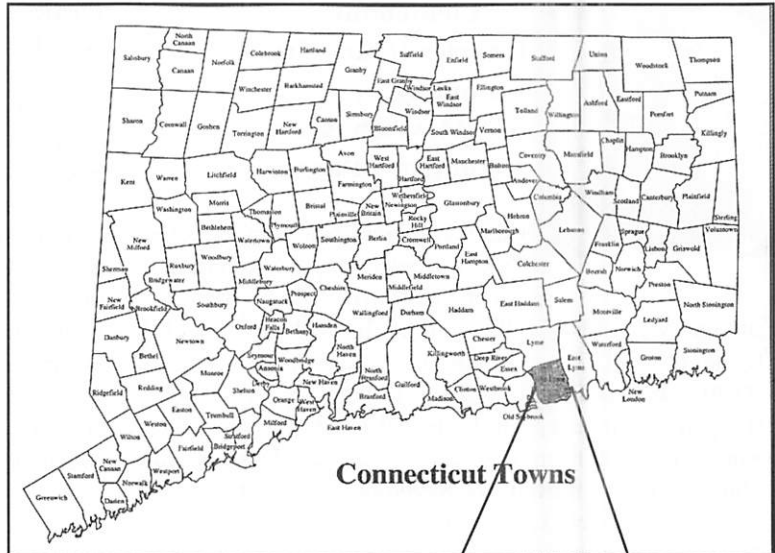 North Canaan
Salisbury
Canaan
Norfolk
Colebrook
Hartland
Granby
Suffield
Enfield
Somers
Stafford
Union
Woodstock
Thompson
East Granby
Windsor Locks
Winchester
Barkhamsted
East Windsor
Ellington
Putnam
Sharon
Cornwall
Goshen
Torrington
New Hartford
Canton
Simsbury
Bloomfield
Windsor
South Windsor
Vernon
Tolland
Willington
Ashford
Eastford
Pomfret
Killingly
Kent
Warren
Litchfield
Harwinton
Burlington
Avon
West Hartford
Hartford
East Hartford
Manchester
Bolton
Coventry
Mansfield
Chaplin
Hampton
Brooklyn
Washington
Morris
Bethlehem
Thomaston
Plymouth
Bristol
Farmington
Plainville
New Britain
Newington
Wethersfield
Rocky Hill
Glastonbury
Hebron
Andover
Columbia
Windham
Scotland
Canterbury
Plainfield
Sterling
New Milford
Roxbury
Woodbury
Watertown
Waterbury
Wolcott
Southington
Berlin
Cromwell
Portland
East Hampton
Marlborough
Lebanon
Franklin
Sprague
Lisbon
Griswold
Voluntown
Sherman
Bridgewater
Southbury
Middlebury
Naugatuck
Prospect
Cheshire
Meriden
Middlefield
Middletown
Colchester
Bozrah
Norwich
Preston
New Fairfield
Brookfield
Newtown
Oxford
Beacon Falls
Bethany
Hamden
Wallingford
Durham
Haddam
East Haddam
Salem
Montville
Ledyard
North Stonington
Danbury
Bethel
Monroe
Seymour
Ansonia
Derby
Woodbridge
New Haven
North Haven
North Branford
Guilford
Killingworth
Chester
Deep River
Essex
Lyme
East Lyme
Waterford
Groton
Stonington
Ridgefield
Redding
Easton
Shelton
Trumbull
Orange
West Haven
Milford
East Haven
Branford
Madison
Clinton
Westbrook
Old Saybrook
New London
Wilton
Weston
Fairfield
Stratford
Bridgeport
Greenwich
Stamford
New Canaan
Darien
Norwalk
Westport
Connecticut Towns